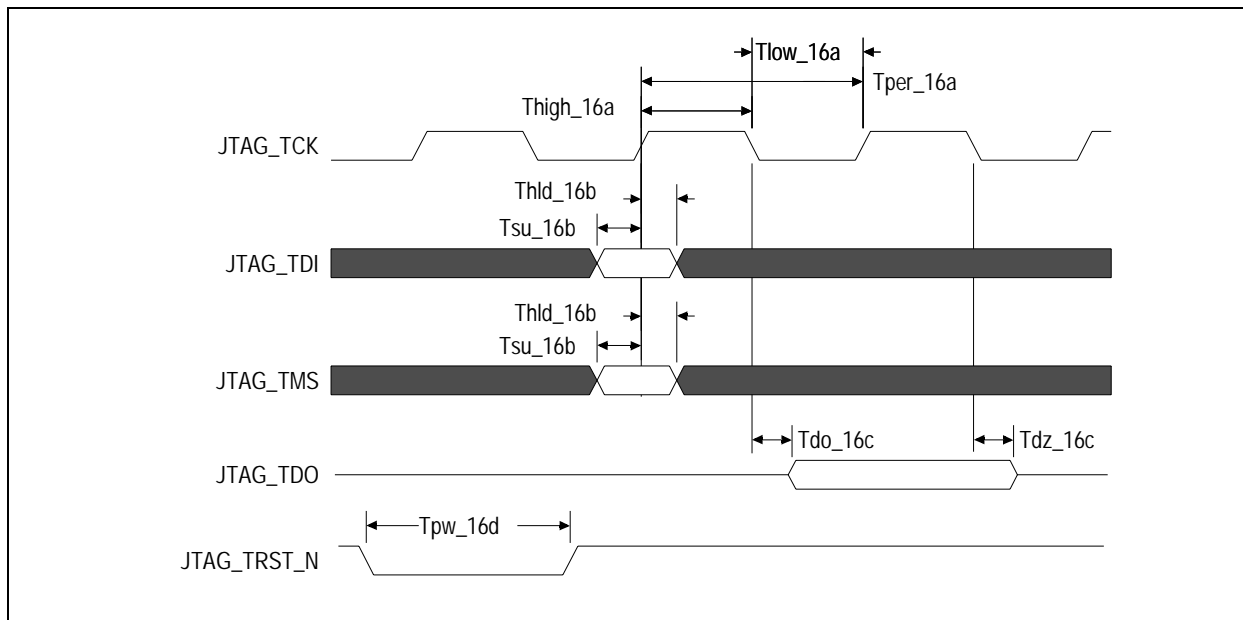 Tlow_16a
Tper_16a
Thigh_16a
JTAG_TCK
Thld_16b
Tsu_16b
JTAG_TDI
Thld_16b
Tsu_16b
JTAG_TMS
Tdo_16c
Tdz_16c
JTAG_TDO
Tpw_16d
JTAG_TRST_N